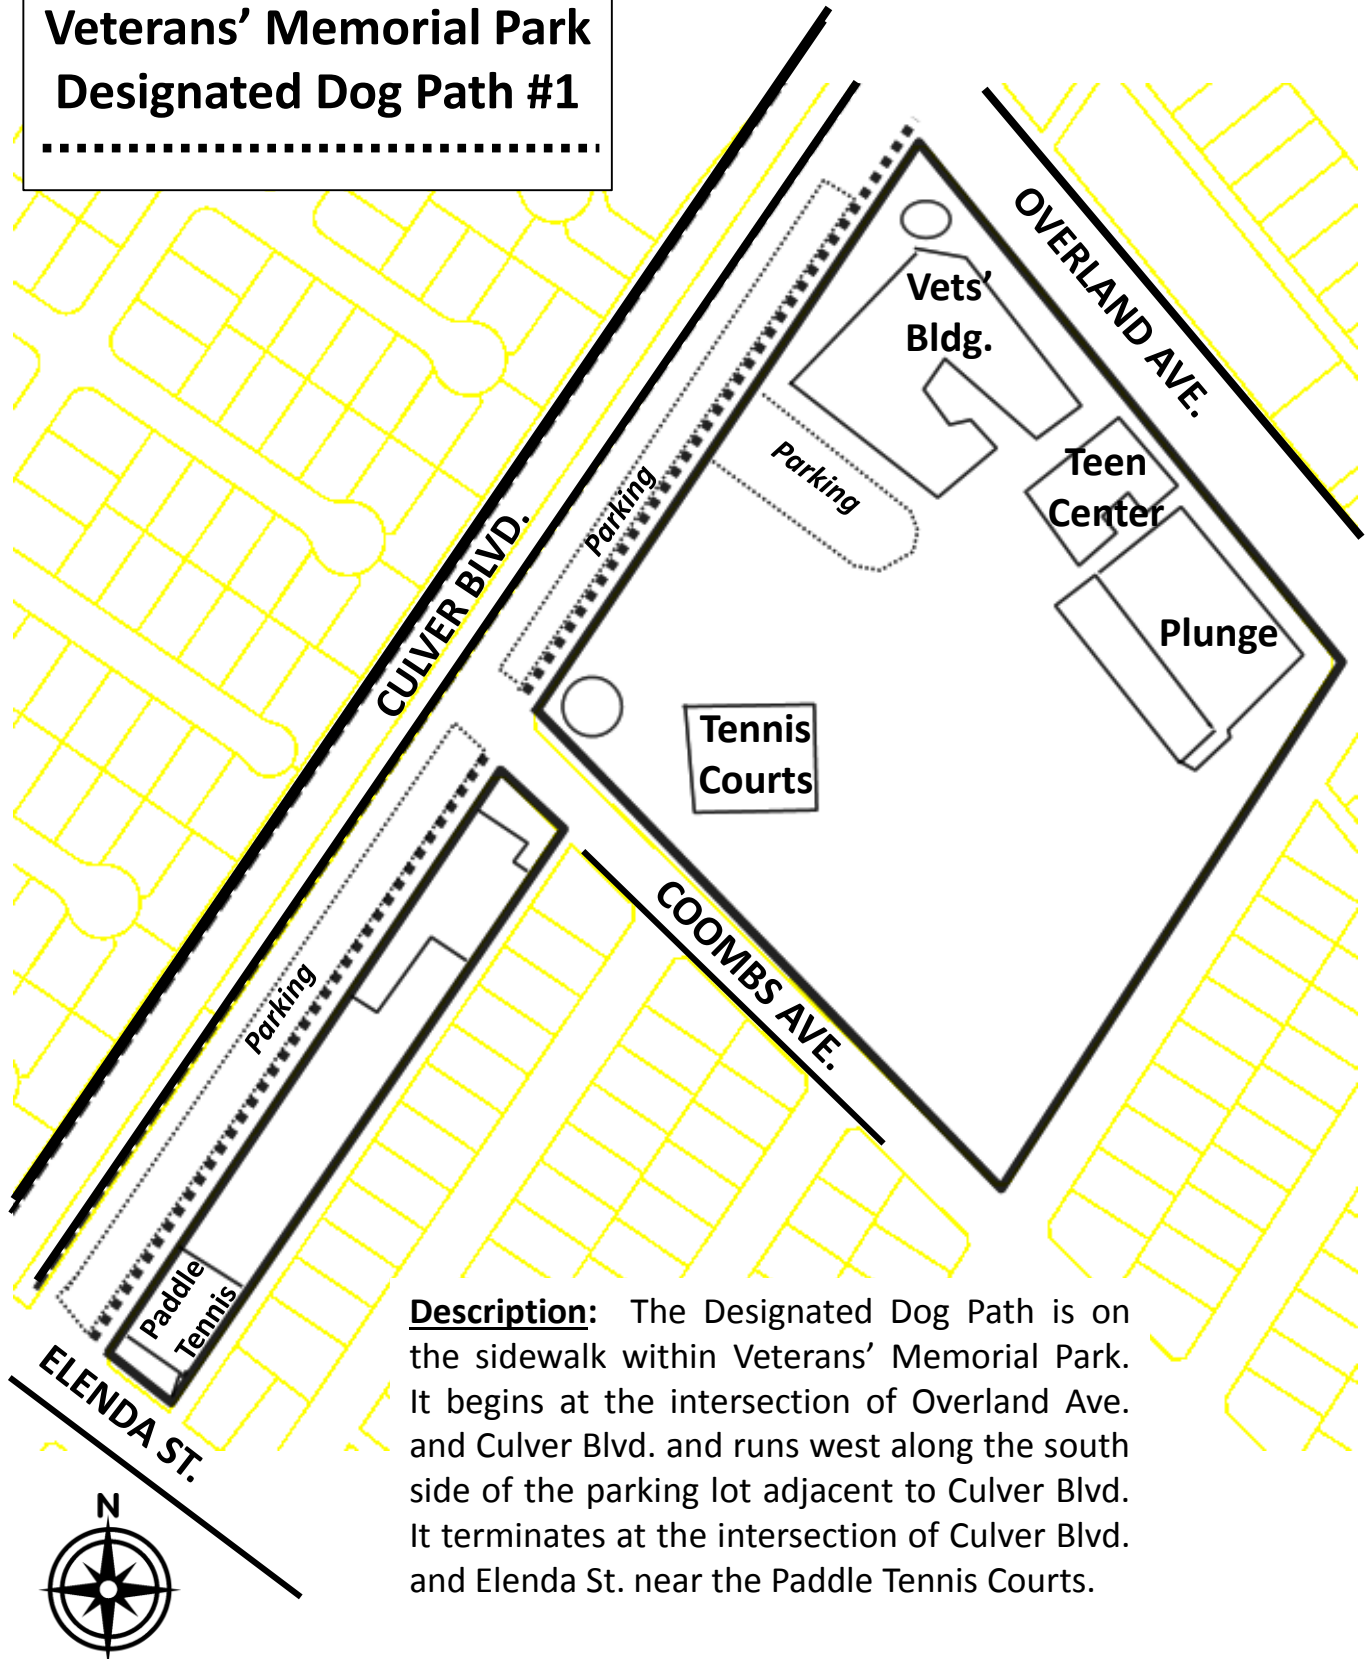 Veterans’ Memorial Park
Designated Dog Path #1
OVERLAND AVE.
Vets’
Bldg.
Parking
Teen
Center
Parking
CULVER BLVD.
Plunge
Tennis
Courts
COOMBS AVE.
Parking
Paddle
Tennis
ELENDA ST.
Description: The Designated Dog Path is on
the sidewalk within Veterans’ Memorial Park.
It begins at the intersection of Overland Ave.
and Culver Blvd. and runs west along the south
side of the parking lot adjacent to Culver Blvd.
It terminates at the intersection of Culver Blvd.
and Elenda St. near the Paddle Tennis Courts.
N